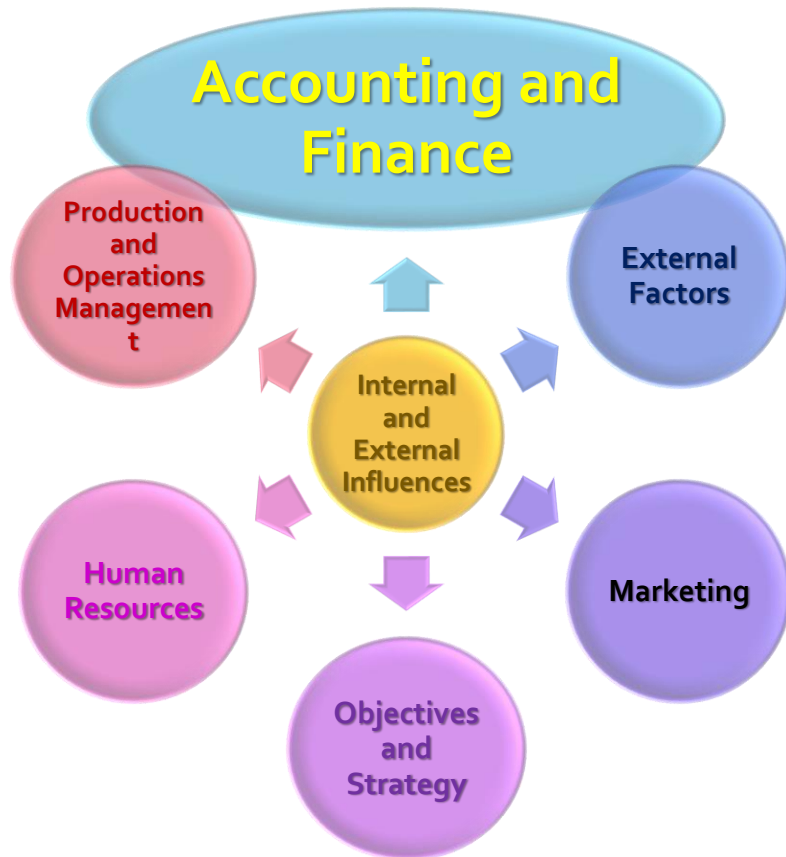 Accounting and
Finance
Production
and
Operations
Managemen
t
External
Factors
Internal
and
External
Influences
Human
Resources
Marketing
Objectives
and
Strategy